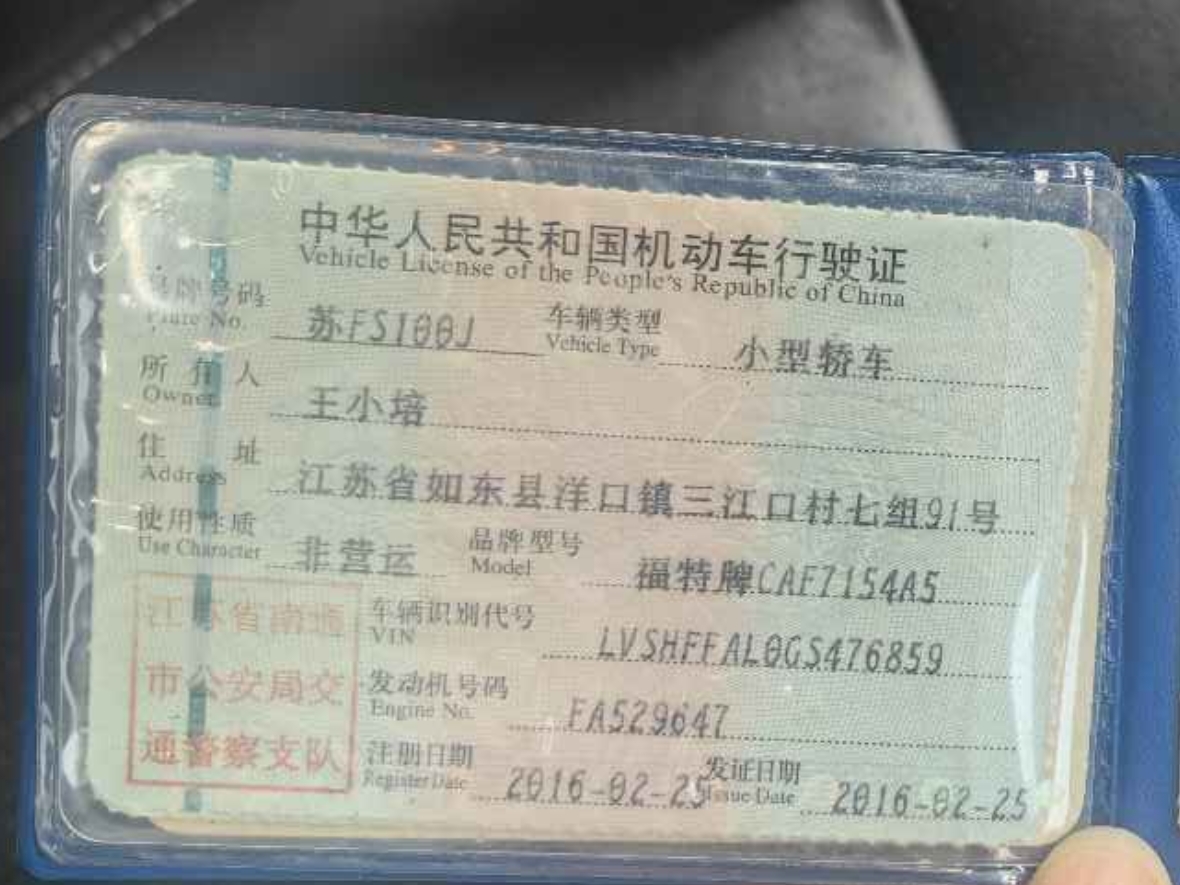 中华人民共和国机动车行驶证
Vehicle License of the People's Republic of China
号牌号码 苏FS100J 车辆类型 小型轿车
Plate No. Vehicle Type
所有人 王小培
Owner
住址 江苏省如东县洋口镇三江口村七组91号
Address
使用性质 非营运 品牌型号 福特牌CAF7154A5
Use Character Model
江苏省南通
市公安局交
通警察支队
车辆识别代号 LVSHFFAL0GS476859
VIN
发动机号码 FA529647
Engine No.
注册日期 2016-02-25 发证日期 2016-02-25
Register Date Issue Date